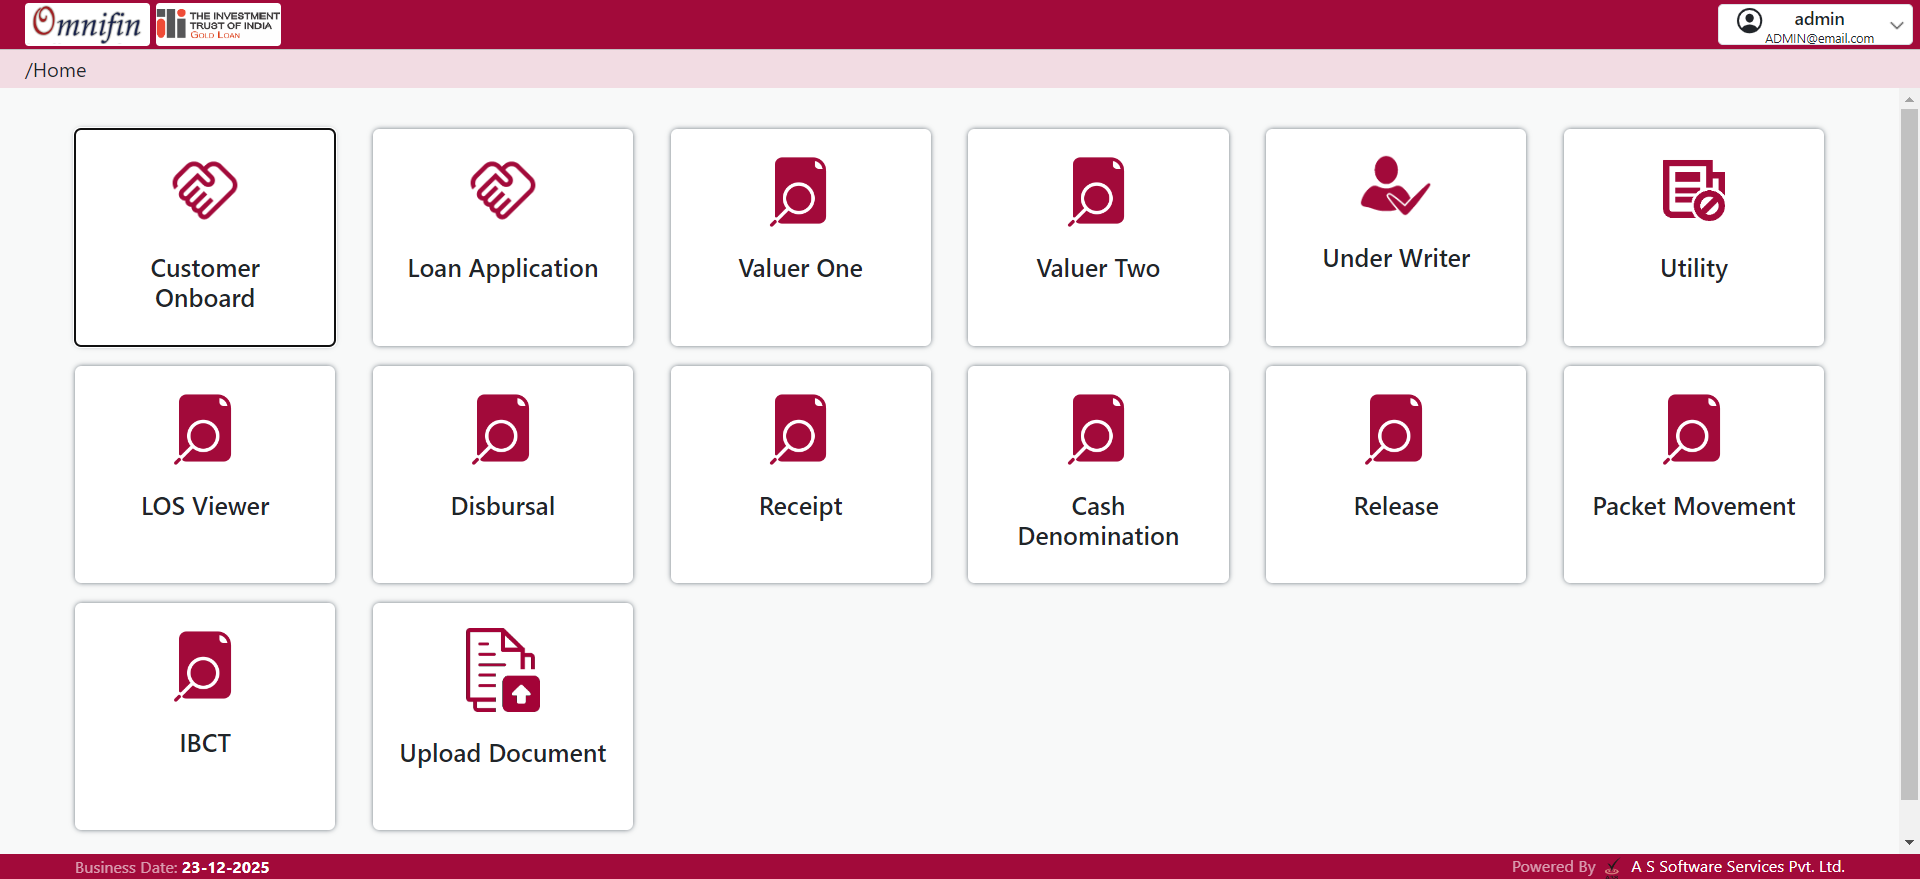 Omnifin
THE INVESTMENT
TRUST OF INDIA
GOLD LOAN
admin
ADMIN@email.com
/Home
Customer
Onboard
Loan Application
Valuer One
Valuer Two
Under Writer
Utility
LOS Viewer
Disbursal
Receipt
Cash
Denomination
Release
Packet Movement
IBCT
Upload Document
Business Date: 23-12-2025
Powered By A S Software Services Pvt. Ltd.